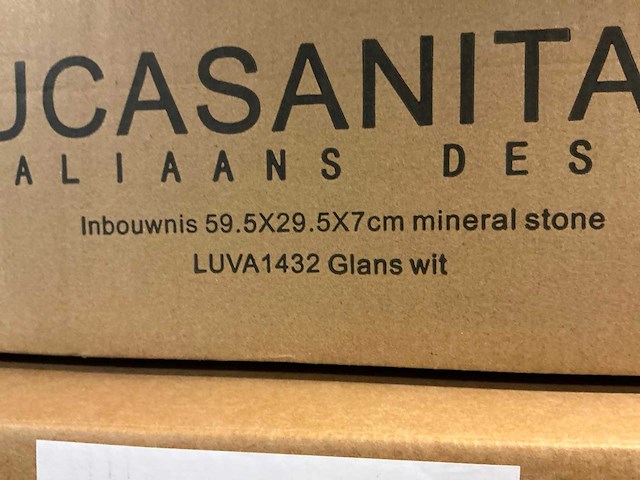 UCASANITA
ALIAANS DES
Inbouwnis 59.5X29.5X7cm mineral stone
LUVA1432 Glans wit